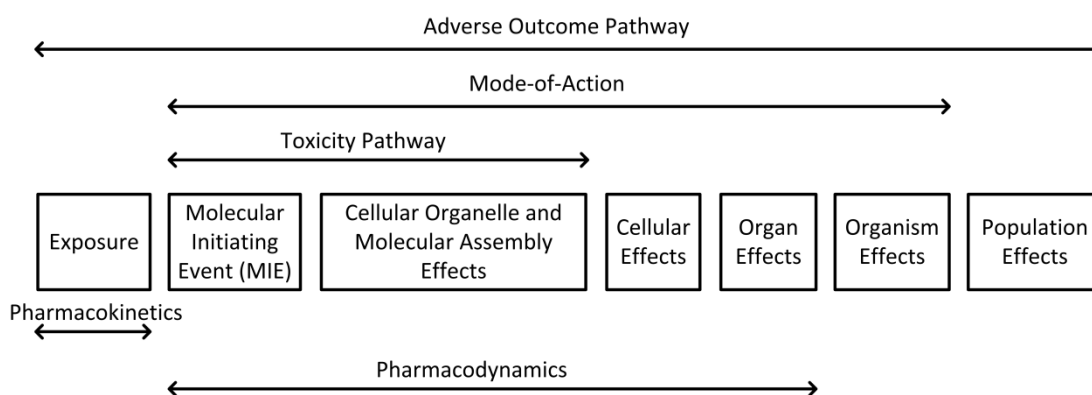 Adverse Outcome Pathway
Mode-of-Action
Toxicity Pathway
Exposure
Molecular
Initiating
Event (MIE)
Cellular Organelle and
Molecular Assembly
Effects
Cellular
Effects
Organ
Effects
Organism
Effects
Population
Effects
Pharmacokinetics
Pharmacodynamics